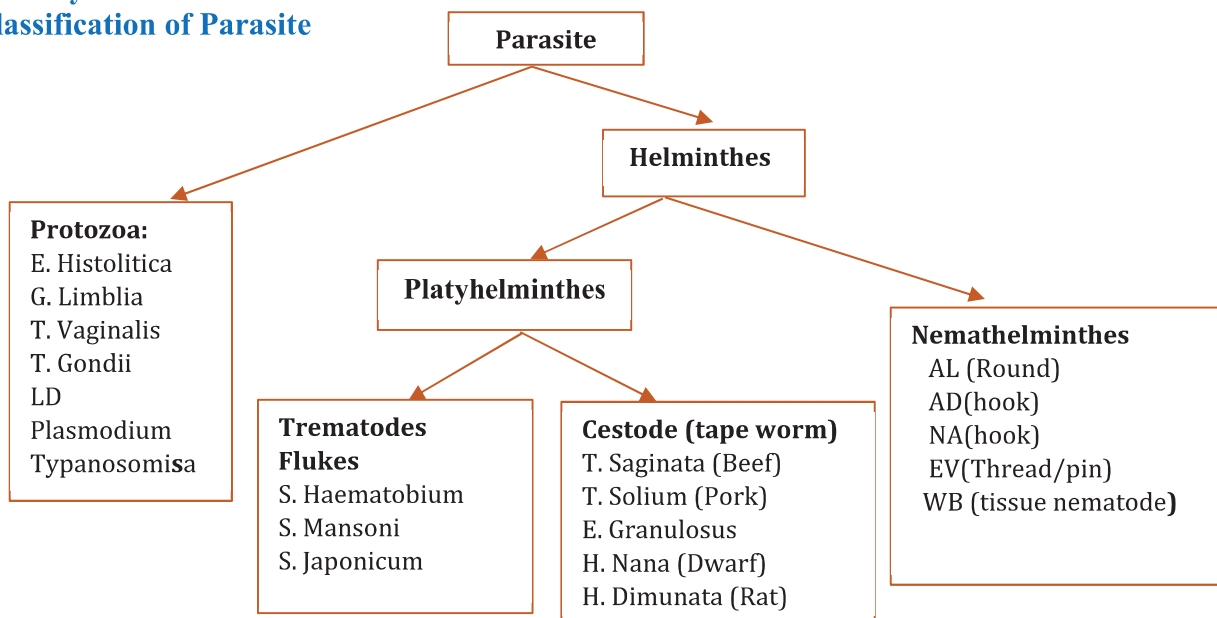 lassification of Parasite
Parasite
Helminthes
Protozoa:
E. Histolitica
G. Limblia
T. Vaginalis
T. Gondii
LD
Plasmodium
Typanosomisa
Platyhelminthes
Trematodes
Flukes
S. Haematobium
S. Mansoni
S. Japonicum
Cestode (tape worm)
T. Saginata (Beef)
T. Solium (Pork)
E. Granulosus
H. Nana (Dwarf)
H. Dimunata (Rat)
Nemathelminthes
AL (Round)
AD(hook)
NA(hook)
EV(Thread/pin)
WB (tissue nematode)